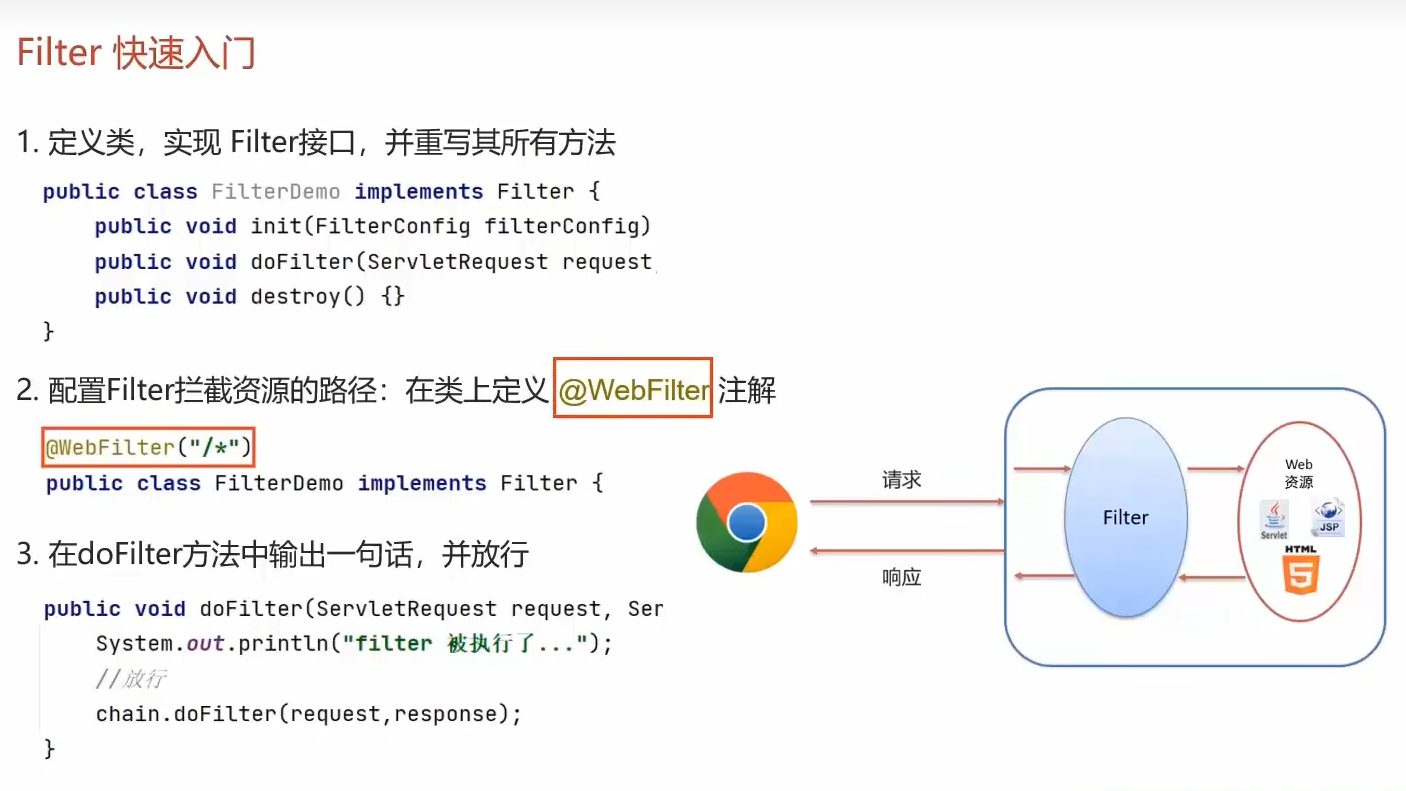 Filter 快速入门
1. 定义类，实现 Filter接口，并重写其所有方法
public class FilterDemo implements Filter {
public void init(FilterConfig filterConfig)
public void doFilter(ServletRequest request,
public void destroy() {}
}
2. 配置Filter拦截资源的路径：在类上定义 @WebFilter 注解
@WebFilter("/*")
public class FilterDemo implements Filter {
3. 在doFilter方法中输出一句话，并放行
public void doFilter(ServletRequest request, Ser
System.out.println("filter 被执行了...");
//放行
chain.doFilter(request,response);
}
请求
响应
Filter
Web
资源
Servlet
JSP
HTML
5